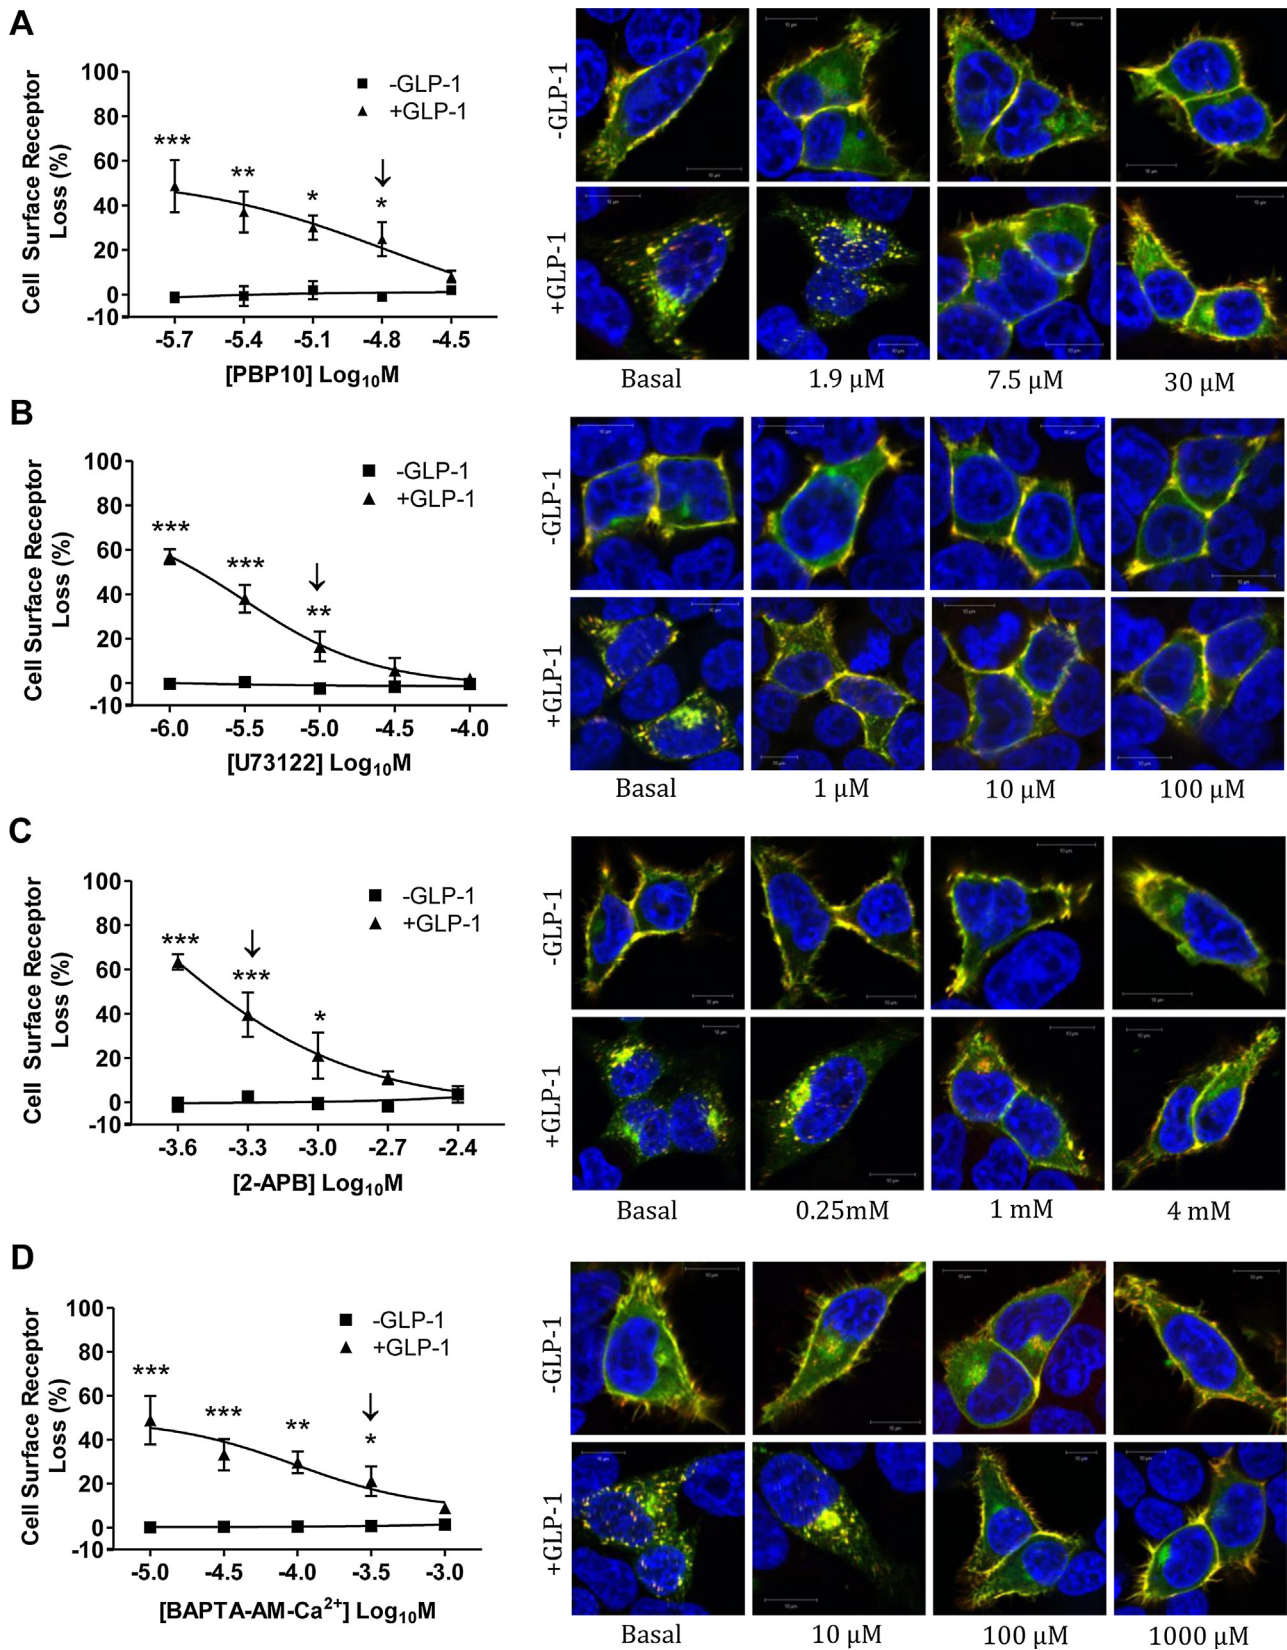 A
Cell Surface Receptor
Loss (%)
100
80
60
40
20
0
-10
-GLP-1
+GLP-1
***
**
*
↓
*
-5.7 -5.4 -5.1 -4.8 -4.5
[PBP10] Log₁₀M
-GLP-1
+GLP-1
Basal 1.9 μM 7.5 μM 30 μM
B
Cell Surface Receptor
Loss (%)
100
80
60
40
20
0
-10
-GLP-1
+GLP-1
***
***
↓
**
-6.0 -5.5 -5.0 -4.5 -4.0
[U73122] Log₁₀M
-GLP-1
+GLP-1
Basal 1 μM 10 μM 100 μM
C
Cell Surface Receptor
Loss (%)
100
80
60
40
20
0
-10
-GLP-1
+GLP-1
***
↓
***
*
-3.6 -3.3 -3.0 -2.7 -2.4
[2-APB] Log₁₀M
-GLP-1
+GLP-1
Basal 0.25mM 1 mM 4 mM
D
Cell Surface Receptor
Loss (%)
100
80
60
40
20
0
-10
-GLP-1
+GLP-1
***
***
**
↓
*
-5.0 -4.5 -4.0 -3.5 -3.0
[BAPTA-AM-Ca²⁺] Log₁₀M
-GLP-1
+GLP-1
Basal 10 μM 100 μM 1000 μM